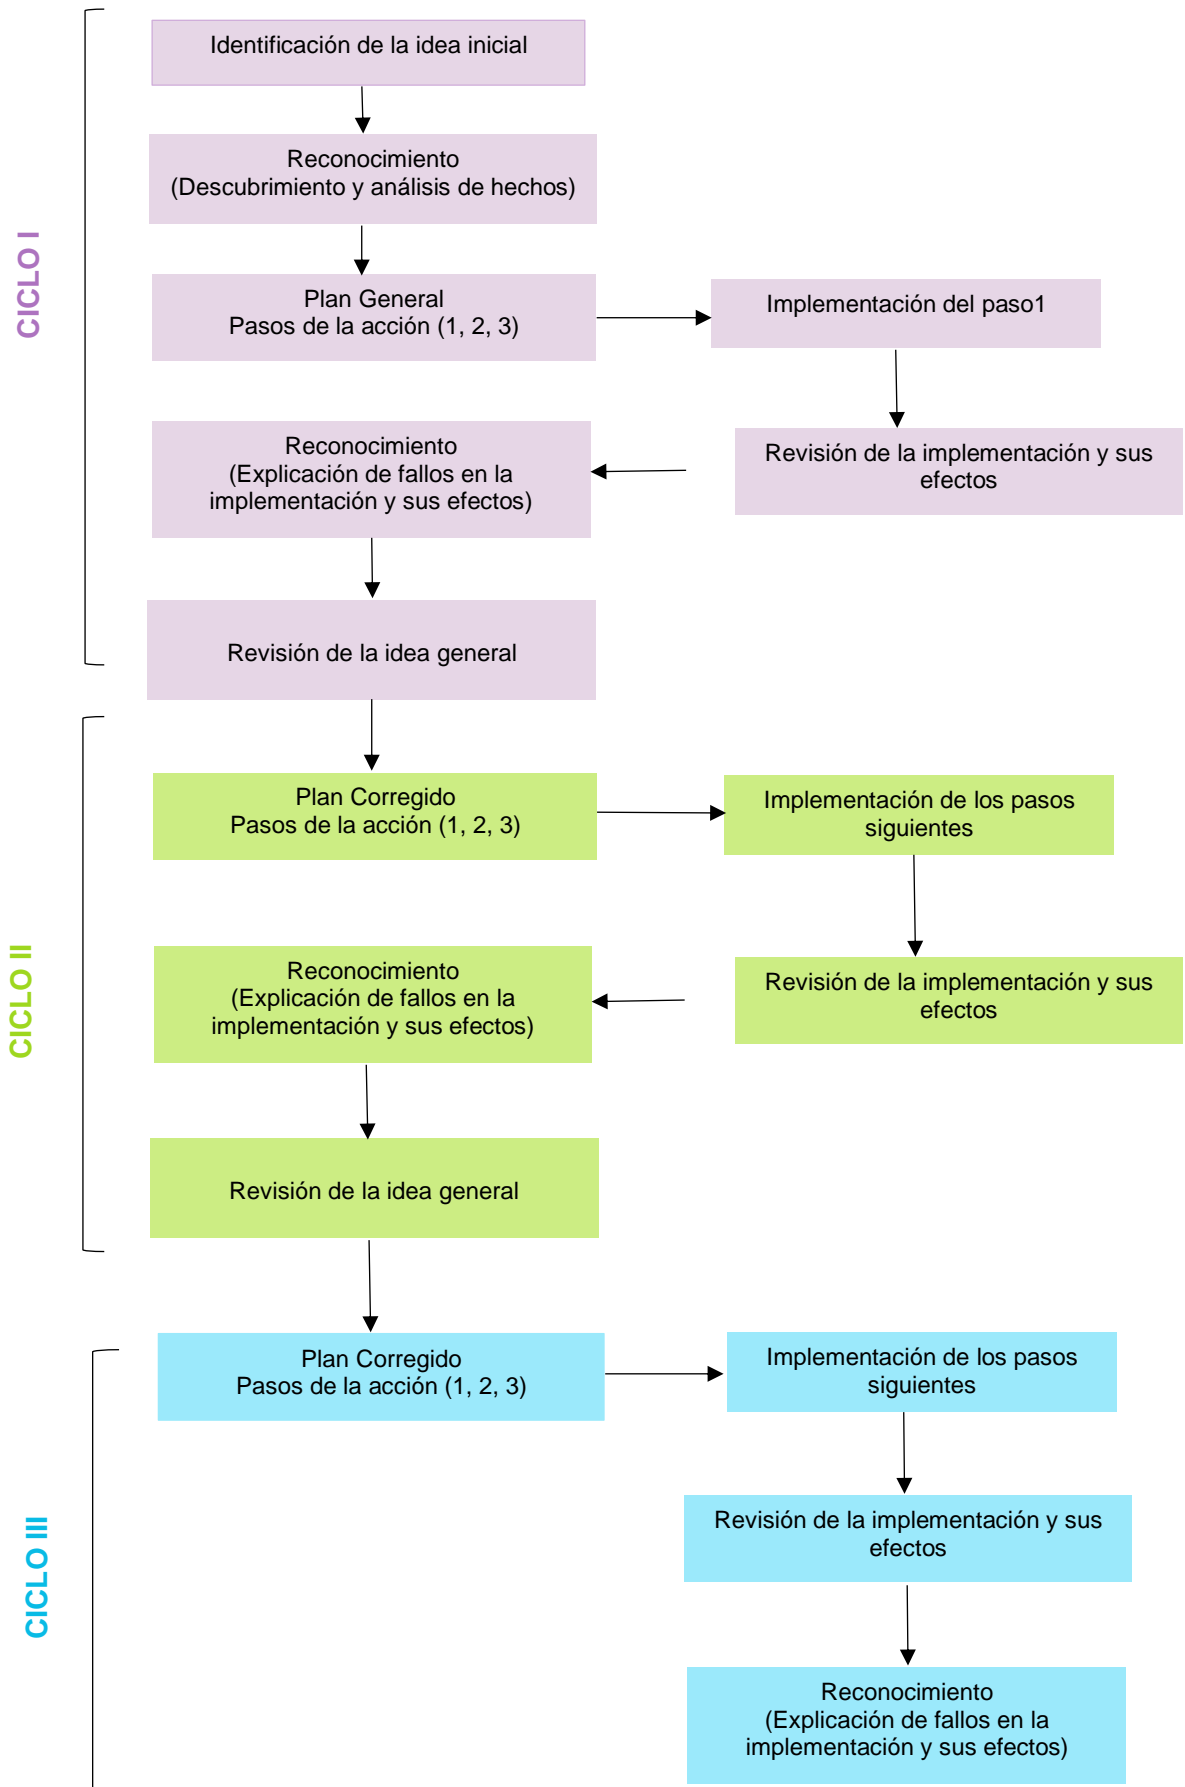 CICLO I
Identificación de la idea inicial
Reconocimiento
(Descubrimiento y análisis de hechos)
Plan General
Pasos de la acción (1, 2, 3)
Implementación del paso1
Revisión de la implementación y sus
efectos
Reconocimiento
(Explicación de fallos en la
implementación y sus efectos)
Revisión de la idea general
CICLO II
Plan Corregido
Pasos de la acción (1, 2, 3)
Implementación de los pasos
siguientes
Revisión de la implementación y sus
efectos
Reconocimiento
(Explicación de fallos en la
implementación y sus efectos)
Revisión de la idea general
CICLO III
Plan Corregido
Pasos de la acción (1, 2, 3)
Implementación de los pasos
siguientes
Revisión de la implementación y sus
efectos
Reconocimiento
(Explicación de fallos en la
implementación y sus efectos)